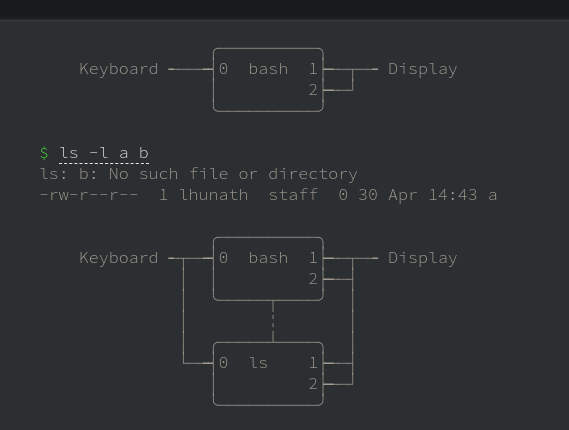 Keyboard 0 bash 1 Display
2
$ ls -l a b
ls: b: No such file or directory
-rw-r--r--  1 lhunath  staff  0 30 Apr 14:43 a
Keyboard 0 bash 1 Display
2
0 ls 1
2